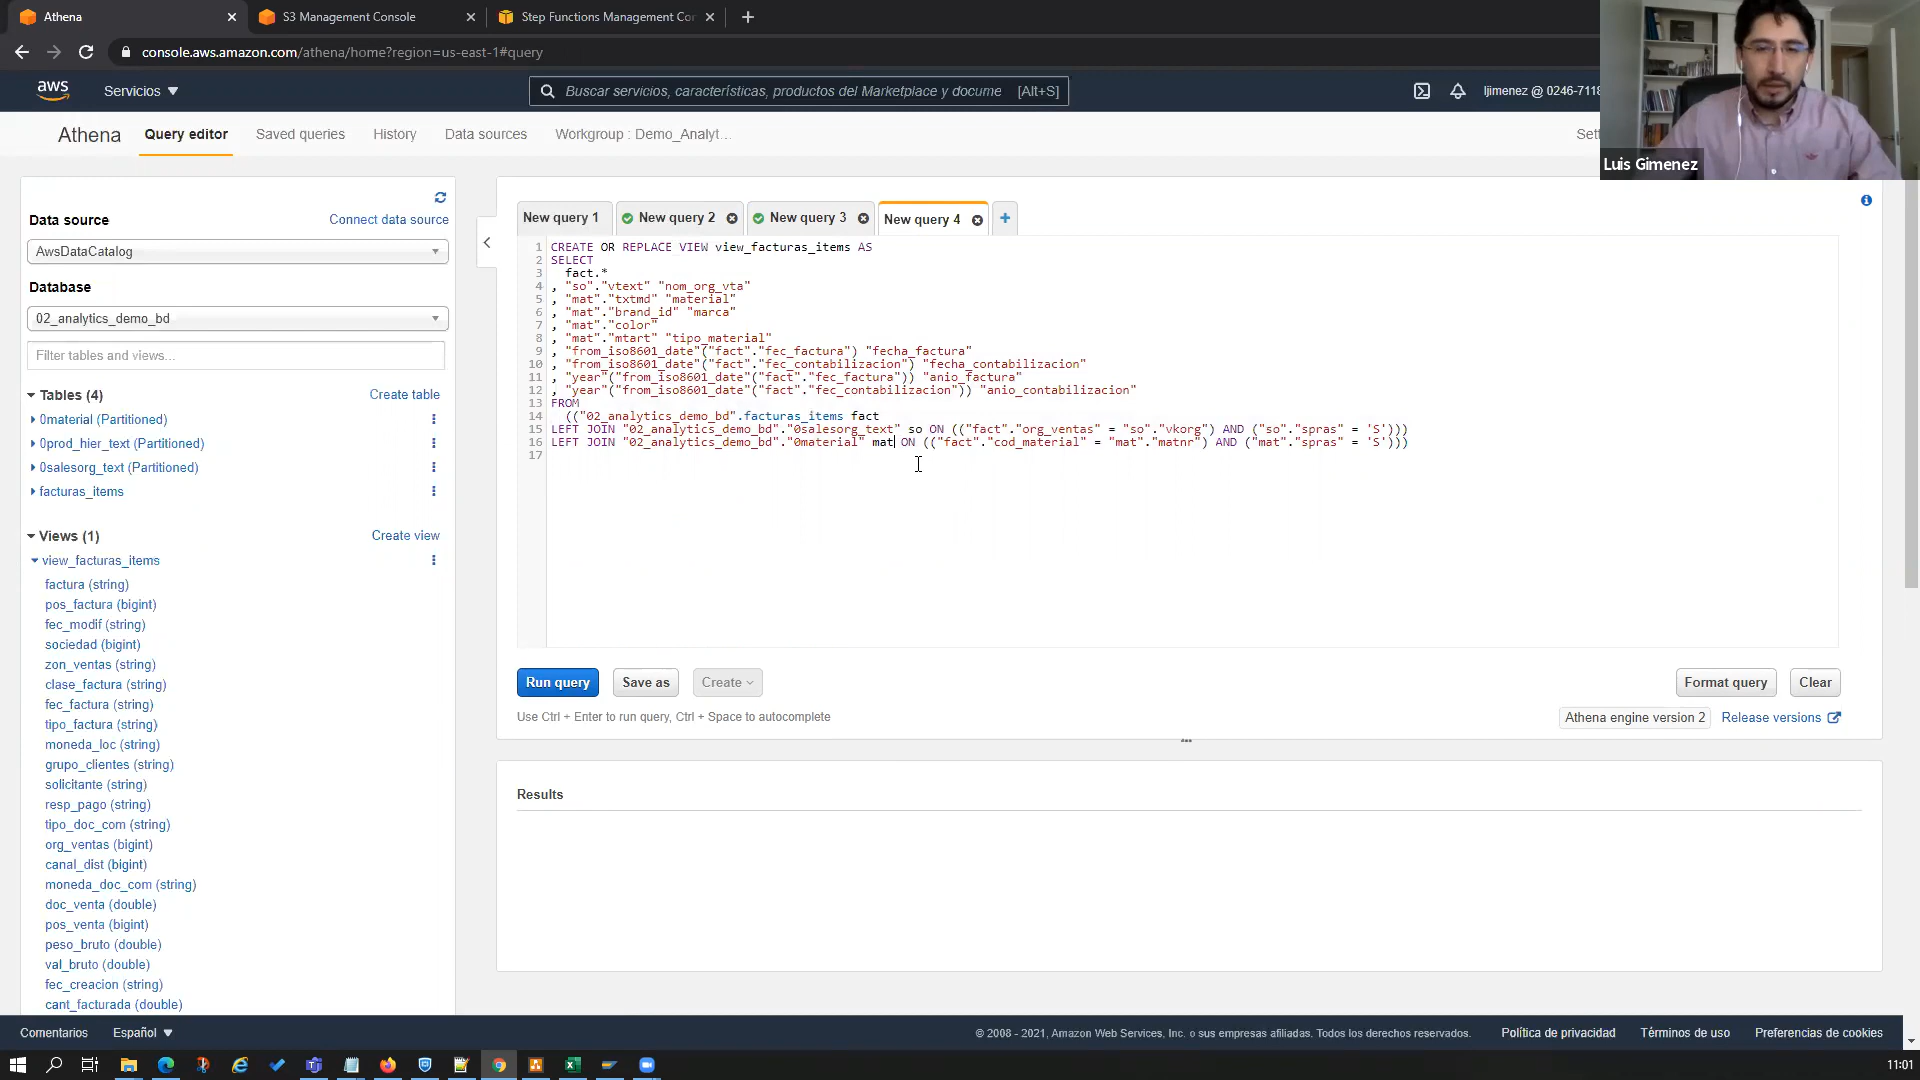 Athena
S3 Management Console
Step Functions Management Con
console.aws.amazon.com/athena/home?region=us-east-1#query
aws
Servicios
Buscar servicios, características, productos del Marketplace y docume
[Alt+S]
ljimenez @ 0246-7118
Athena
Query editor
Saved queries
History
Data sources
Workgroup : Demo_Analyt...
Sett
Luis Gimenez
Data source
Connect data source
AwsDataCatalog
Database
02_analytics_demo_bd
Filter tables and views...
Tables (4)
Create table
0material (Partitioned)
0prod_hier_text (Partitioned)
0salesorg_text (Partitioned)
facturas_items
Views (1)
Create view
view_facturas_items
factura (string)
pos_factura (bigint)
fec_modif (string)
sociedad (bigint)
zon_ventas (string)
clase_factura (string)
fec_factura (string)
tipo_factura (string)
moneda_loc (string)
grupo_clientes (string)
solicitante (string)
resp_pago (string)
tipo_doc_com (string)
org_ventas (bigint)
canal_dist (bigint)
moneda_doc_com (string)
doc_venta (double)
pos_venta (bigint)
peso_bruto (double)
val_bruto (double)
fec_creacion (string)
cant_facturada (double)
New query 1
New query 2
New query 3
New query 4
1 CREATE OR REPLACE VIEW view_facturas_items AS
2 SELECT
3 fact.*
4 , "so"."vtext" "nom_org_vta"
5 , "mat"."txtmd" "material"
6 , "mat"."brand_id" "marca"
7 , "mat"."color"
8 , "mat"."mtart" "tipo_material"
9 , "from_iso8601_date"("fact"."fec_factura") "fecha_factura"
10 , "from_iso8601_date"("fact"."fec_contabilizacion") "fecha_contabilizacion"
11 , "year"("from_iso8601_date"("fact"."fec_factura")) "anio_factura"
12 , "year"("from_iso8601_date"("fact"."fec_contabilizacion")) "anio_contabilizacion"
13 FROM
14 (("02_analytics_demo_bd".facturas_items fact
15 LEFT JOIN "02_analytics_demo_bd"."0salesorg_text" so ON (("fact"."org_ventas" = "so"."vkorg") AND ("so"."spras" = 'S')))
16 LEFT JOIN "02_analytics_demo_bd"."0material" mat ON (("fact"."cod_material" = "mat"."matnr") AND ("mat"."spras" = 'S')))
17
Run query
Save as
Create
Format query
Clear
Use Ctrl + Enter to run query, Ctrl + Space to autocomplete
Athena engine version 2
Release versions
Results
Comentarios
Español
© 2008 - 2021, Amazon Web Services, Inc. o sus empresas afiliadas. Todos los derechos reservados.
Política de privacidad
Términos de uso
Preferencias de cookies
11:01